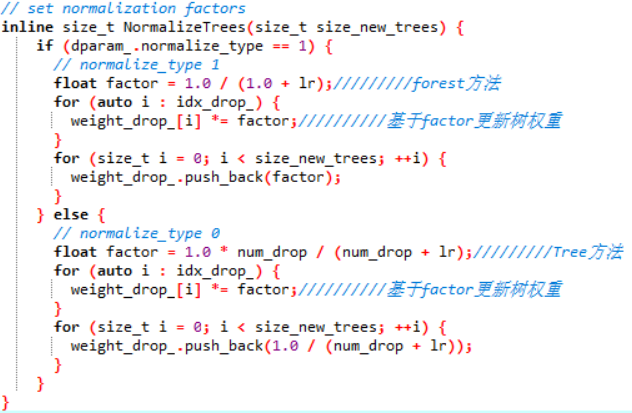 // set normalization factors
inline size_t NormalizeTrees(size_t size_new_trees) {
    if (dparam_.normalize_type == 1) {
      // normalize_type 1
      float factor = 1.0 / (1.0 + lr);/////////forest方法
      for (auto i : idx_drop_) {
        weight_drop_[i] *= factor;//////////基于factor更新树权重
      }
      for (size_t i = 0; i < size_new_trees; ++i) {
        weight_drop_.push_back(factor);
      }
    } else {
      // normalize_type 0
      float factor = 1.0 * num_drop / (num_drop + lr);/////////Tree方法
      for (auto i : idx_drop_) {
        weight_drop_[i] *= factor;//////////基于factor更新树权重
      }
      for (size_t i = 0; i < size_new_trees; ++i) {
        weight_drop_.push_back(1.0 / (num_drop + lr));
      }
    }
}